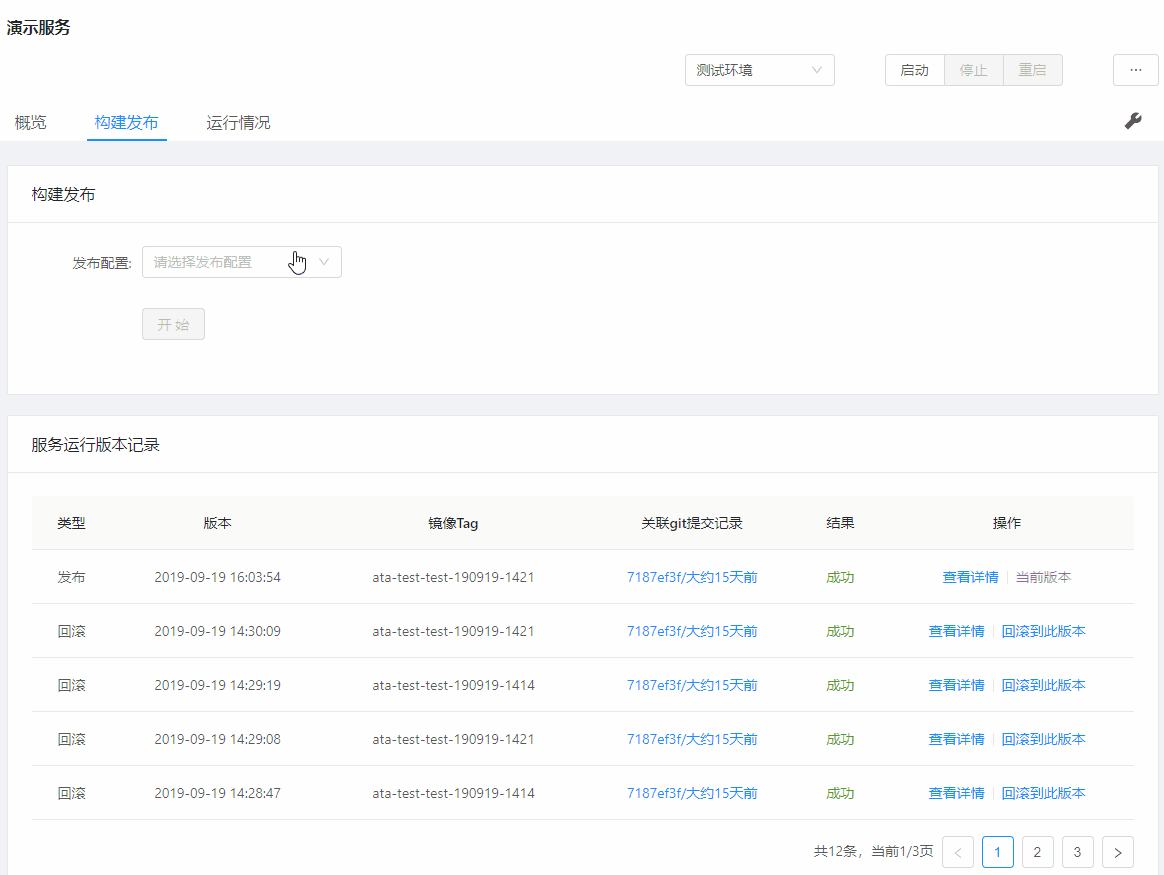 演示服务
测试环境 启动 停止 重启 ...
概览 构建发布 运行情况
构建发布
发布配置: 请选择发布配置
开 始
服务运行版本记录
类型 版本 镜像Tag 关联git提交记录 结果 操作
发布 2019-09-19 16:03:54 ata-test-test-190919-1421 7187ef3f/大约15天前 成功 查看详情 当前版本
回滚 2019-09-19 14:30:09 ata-test-test-190919-1421 7187ef3f/大约15天前 成功 查看详情 回滚到此版本
回滚 2019-09-19 14:29:19 ata-test-test-190919-1414 7187ef3f/大约15天前 成功 查看详情 回滚到此版本
回滚 2019-09-19 14:29:08 ata-test-test-190919-1421 7187ef3f/大约15天前 成功 查看详情 回滚到此版本
回滚 2019-09-19 14:28:47 ata-test-test-190919-1414 7187ef3f/大约15天前 成功 查看详情 回滚到此版本
共12条，当前1/3页 < 1 2 3 >